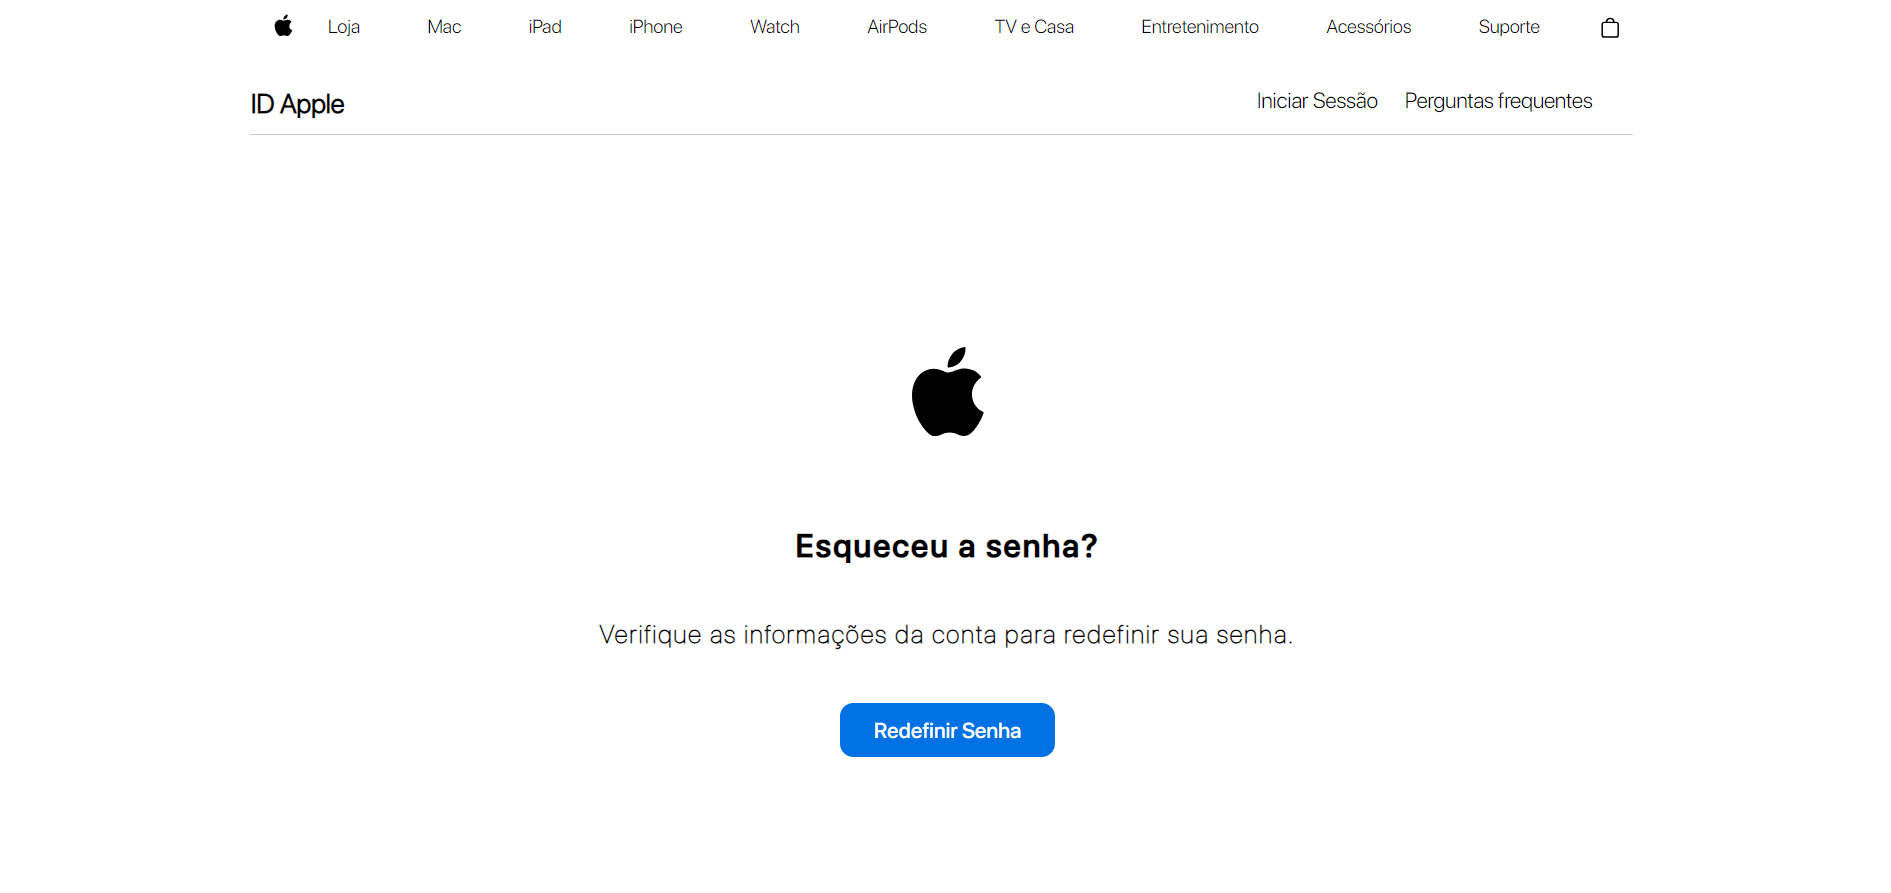 Loja Mac iPad iPhone Watch AirPods TV e Casa Entretenimento Acessórios Suporte
ID Apple Iniciar Sessão Perguntas frequentes
Esqueceu a senha?
Verifique as informações da conta para redefinir sua senha.
Redefinir Senha